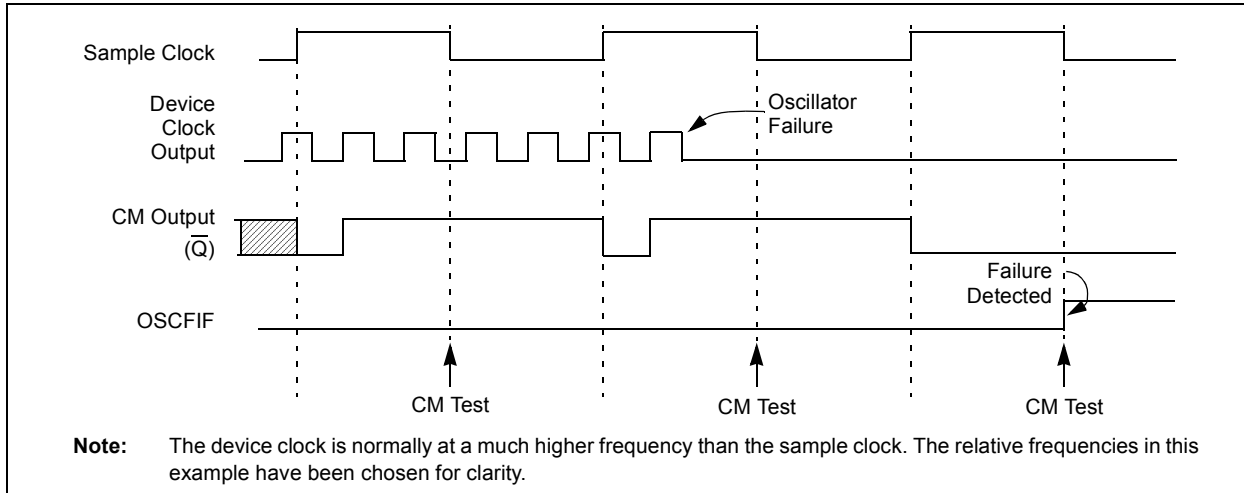 Sample Clock
Device
Clock
Output
Oscillator
Failure
CM Output
(Q̅)
Failure
Detected
OSCFIF
CM Test
CM Test
CM Test
Note: The device clock is normally at a much higher frequency than the sample clock. The relative frequencies in this
example have been chosen for clarity.